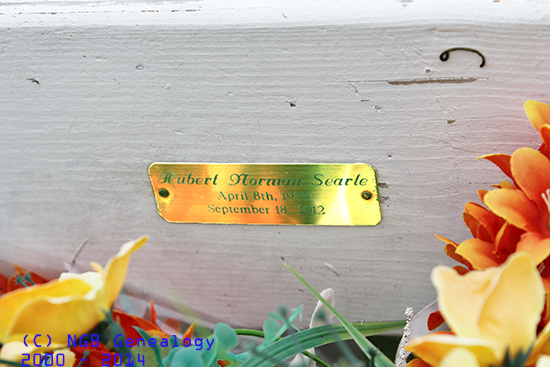 Hubert Norman Searle
April 8th,
September 18,
(C) NGB Genealogy
2000 - 2014